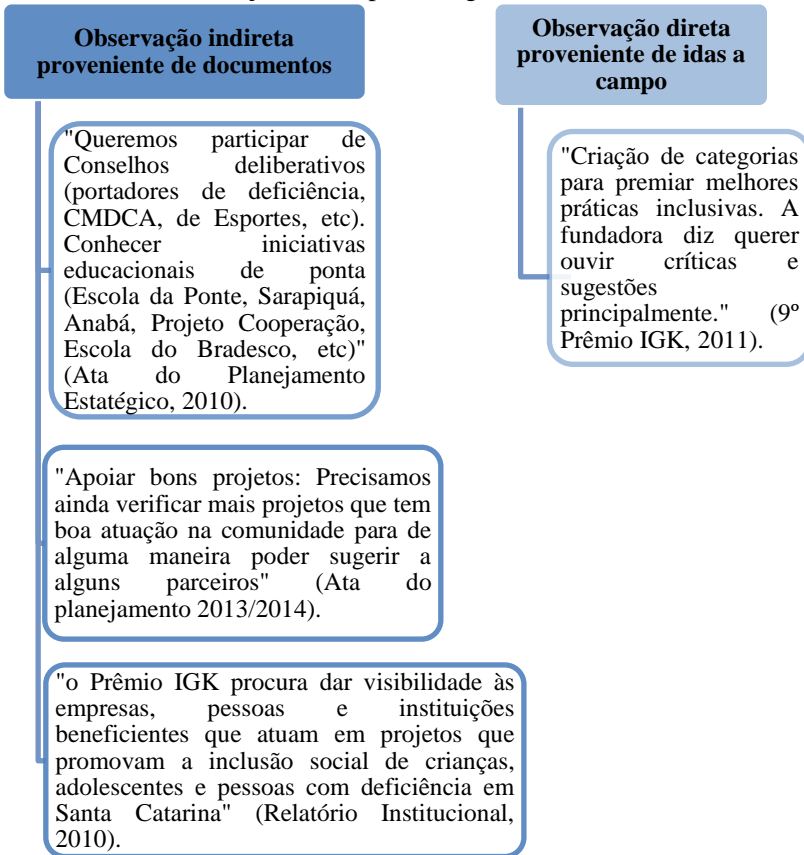 Observação indireta
proveniente de documentos
"Queremos participar de
Conselhos deliberativos
(portadores de deficiência,
CMDCA, de Esportes, etc).
Conhecer iniciativas
educacionais de ponta
(Escola da Ponte, Sarapiquá,
Anabá, Projeto Cooperação,
Escola do Bradesco, etc)"
(Ata do Planejamento
Estatégico, 2010).
"Apoiar bons projetos: Precisamos
ainda verificar mais projetos que tem
boa atuação na comunidade para de
alguma maneira poder sugerir a
alguns parceiros" (Ata do
planejamento 2013/2014).
"o Prêmio IGK procura dar visibilidade às
empresas, pessoas e instituições
beneficientes que atuam em projetos que
promovam a inclusão social de crianças,
adolescentes e pessoas com deficiência em
Santa Catarina" (Relatório Institucional,
2010).
Observação direta
proveniente de idas a
campo
"Criação de categorias
para premiar melhores
práticas inclusivas. A
fundadora diz querer
ouvir críticas e
sugestões
principalmente." (9º
Prêmio IGK, 2011).